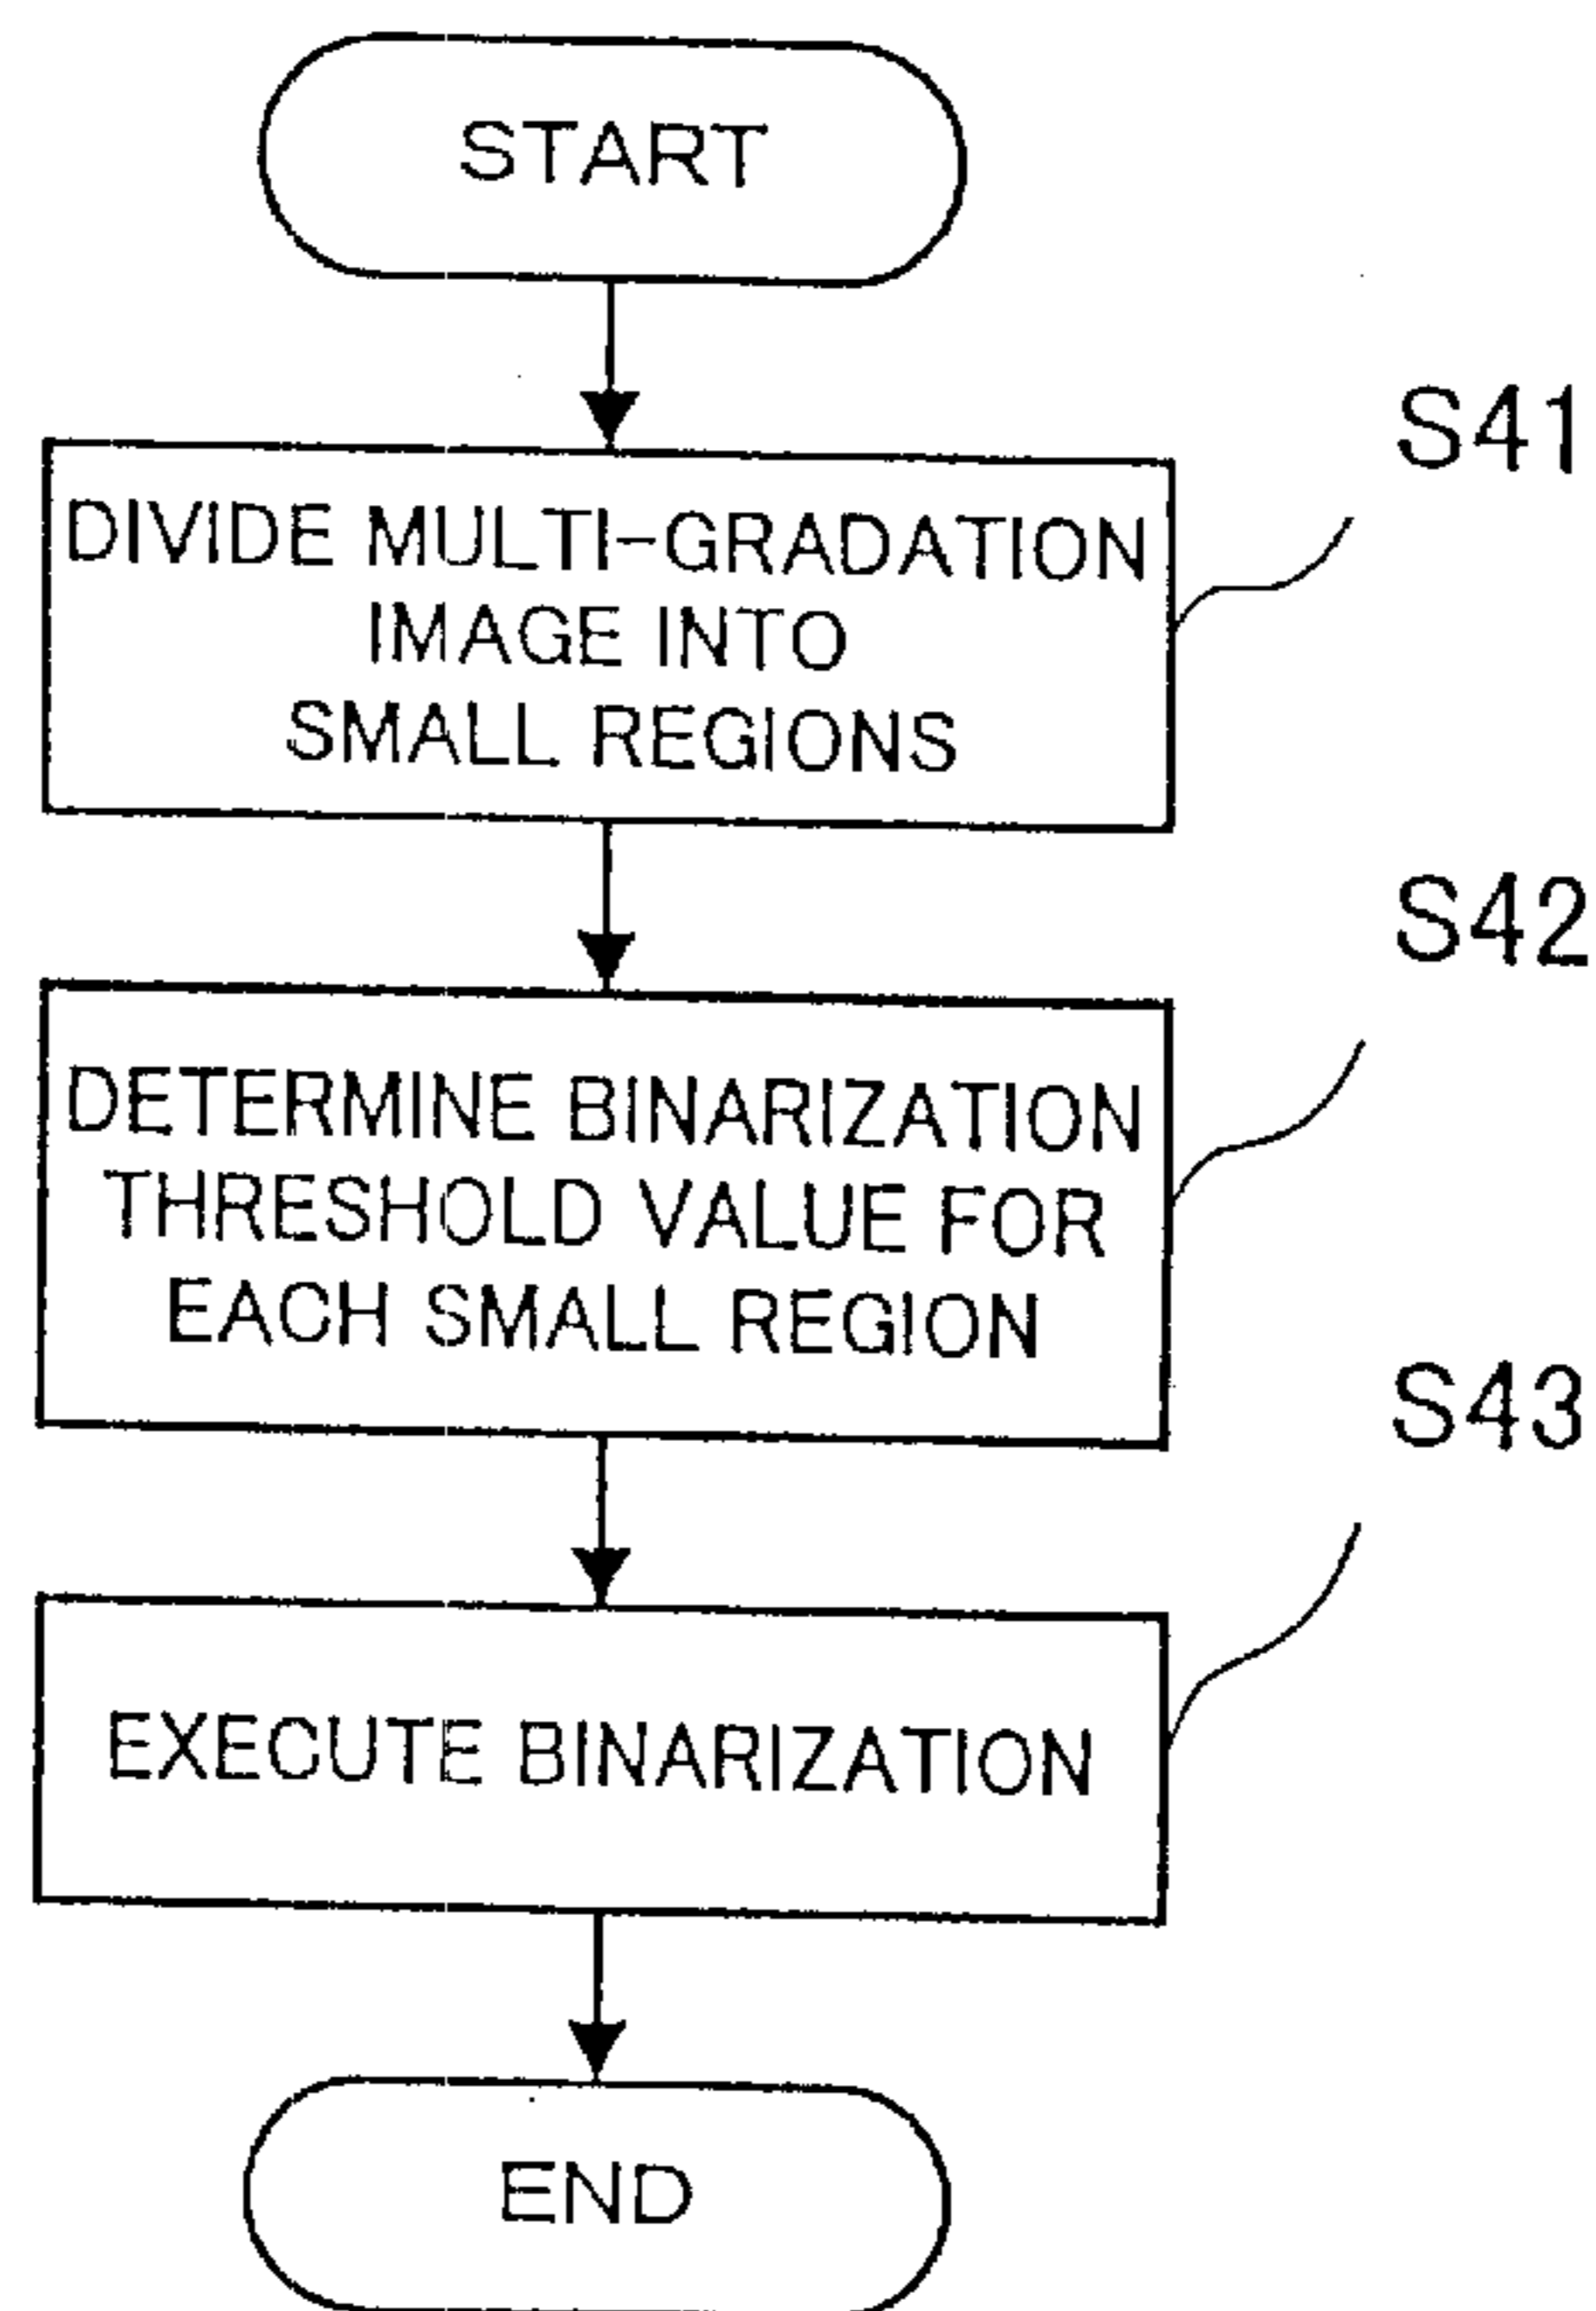 START
S41
DIVIDE MULTI-GRADATION
IMAGE INTO
SMALL REGIONS
S42
DETERMINE BINARIZATION
THRESHOLD VALUE FOR
EACH SMALL REGION
S43
EXECUTE BINARIZATION
END